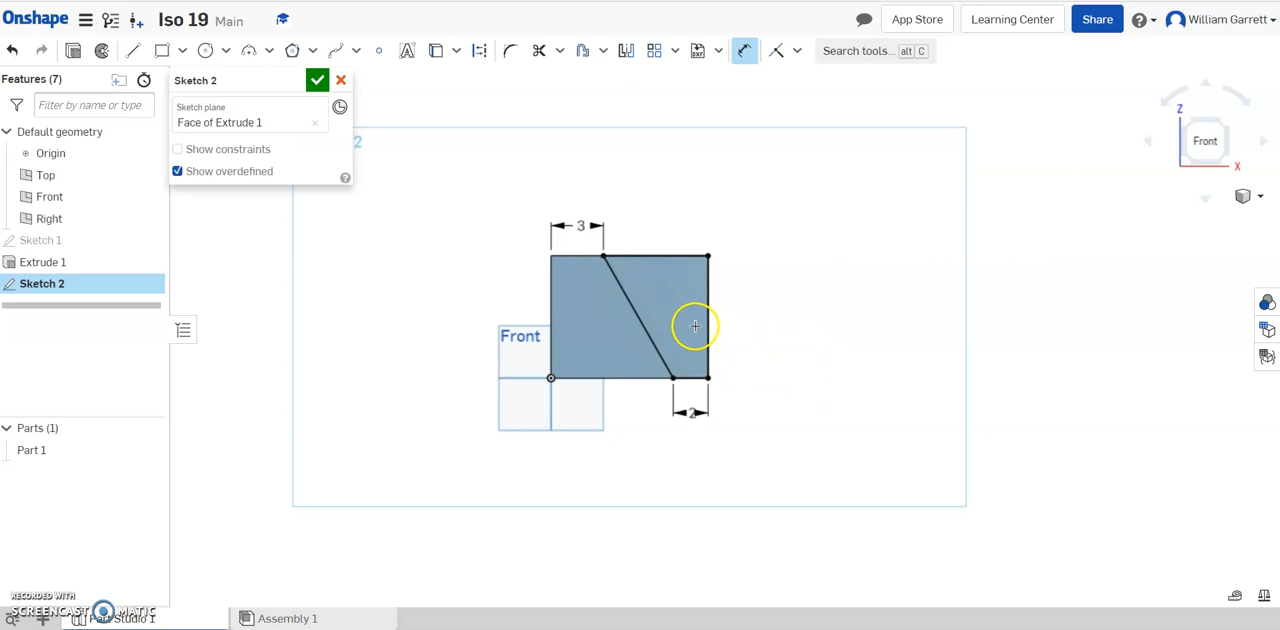 Onshape Iso 19 Main App Store Learning Center Share William Garrett
Search tools... alt C
Features (7)
Filter by name or type
Default geometry
Origin
Top
Front
Right
Sketch 1
Extrude 1
Sketch 2
Parts (1)
Part 1
Sketch 2
Sketch plane
Face of Extrude 1
Show constraints
Show overdefined
2
3
Front
2
Z
Front
X
RECORDED WITH
SCREENCAST MATIC
Part Studio 1
Assembly 1